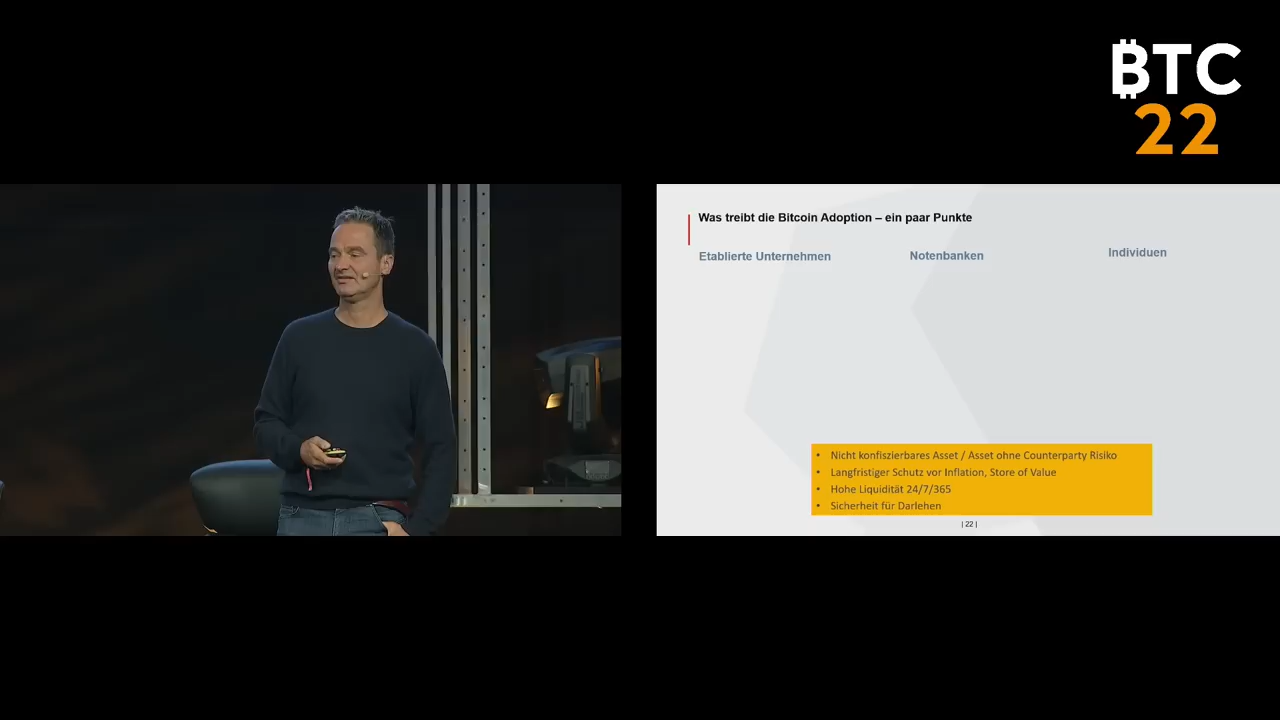 ₿TC
22
Was treibt die Bitcoin Adoption – ein paar Punkte
Etablierte Unternehmen
Notenbanken
Individuen
• Nicht konfiszierbares Asset / Asset ohne Counterparty Risiko
• Langfristiger Schutz vor Inflation, Store of Value
• Hohe Liquidität 24/7/365
• Sicherheit für Darlehen
| 22 |